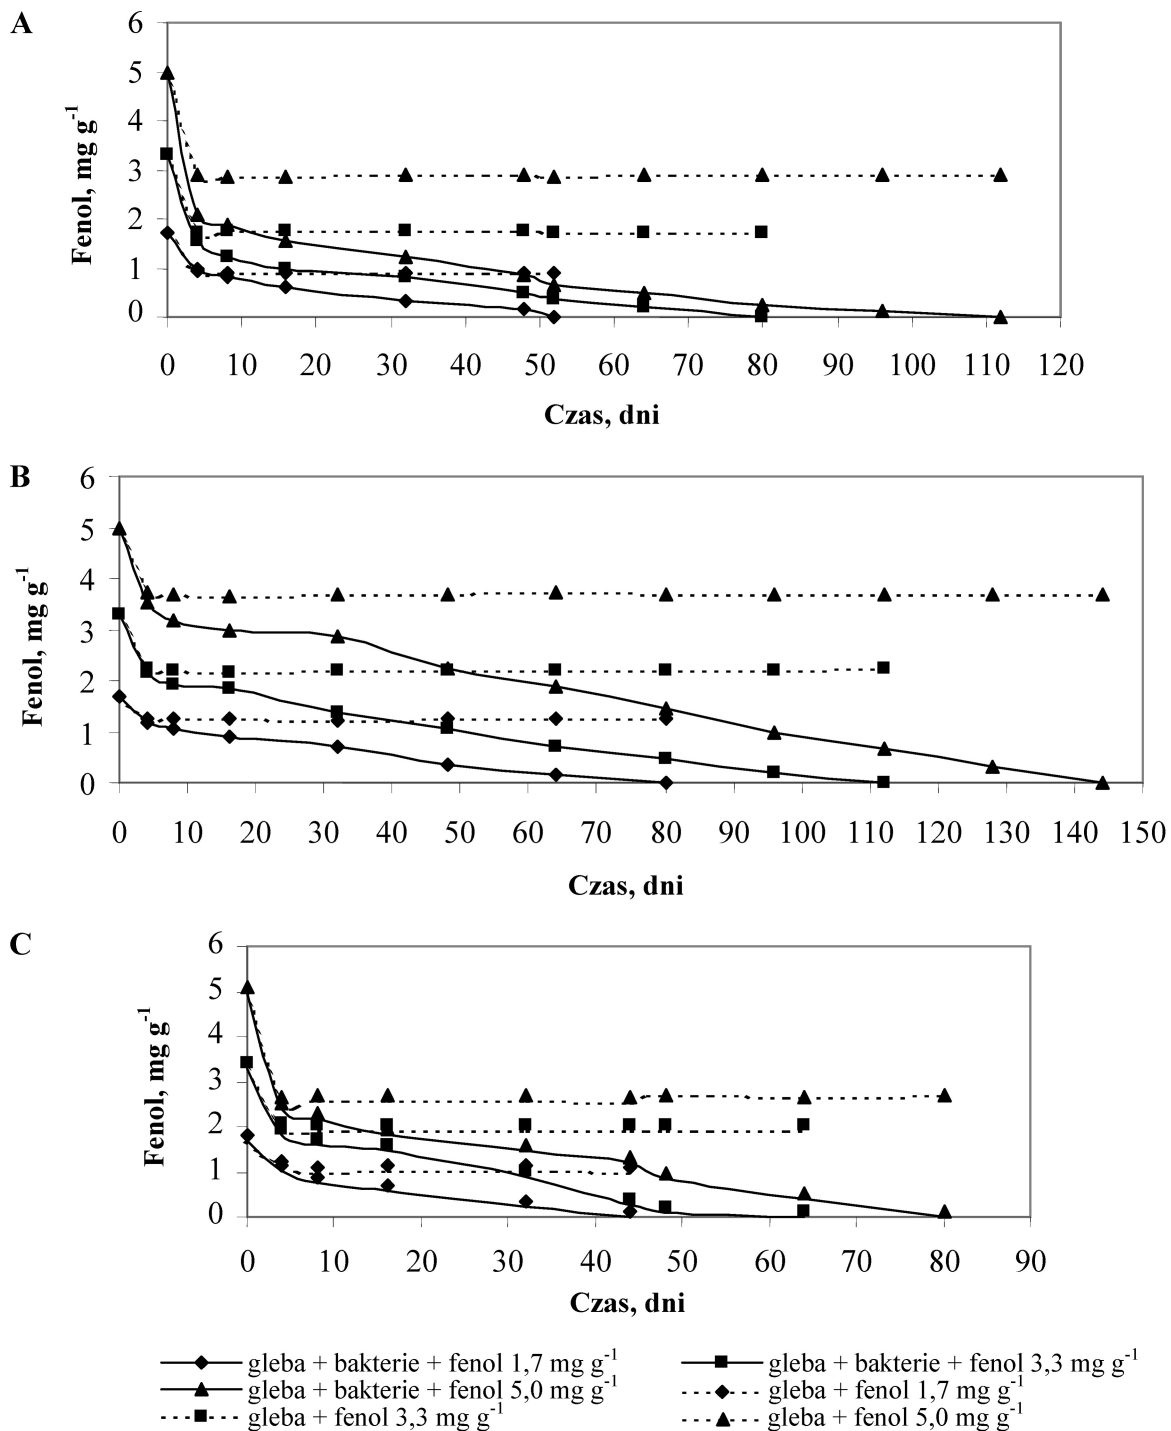 A
6
5
4
3
2
1
0
Fenol, mg g-1
0 10 20 30 40 50 60 70 80 90 100 110 120
Czas, dni
B
6
5
4
3
2
1
0
Fenol, mg g-1
0 10 20 30 40 50 60 70 80 90 100 110 120 130 140 150
Czas, dni
C
6
5
4
3
2
1
0
Fenol, mg g-1
0 10 20 30 40 50 60 70 80 90
Czas, dni
gleba + bakterie + fenol 1,7 mg g-1 gleba + bakterie + fenol 3,3 mg g-1
gleba + bakterie + fenol 5,0 mg g-1 gleba + fenol 1,7 mg g-1
gleba + fenol 3,3 mg g-1 gleba + fenol 5,0 mg g-1